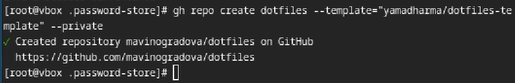 [root@vbox .password-store]# gh repo create dotfiles --template="yamadharma/dotfiles-te
mplate" --private
✓ Created repository mavinogradova/dotfiles on GitHub
https://github.com/mavinogradova/dotfiles
[root@vbox .password-store]#